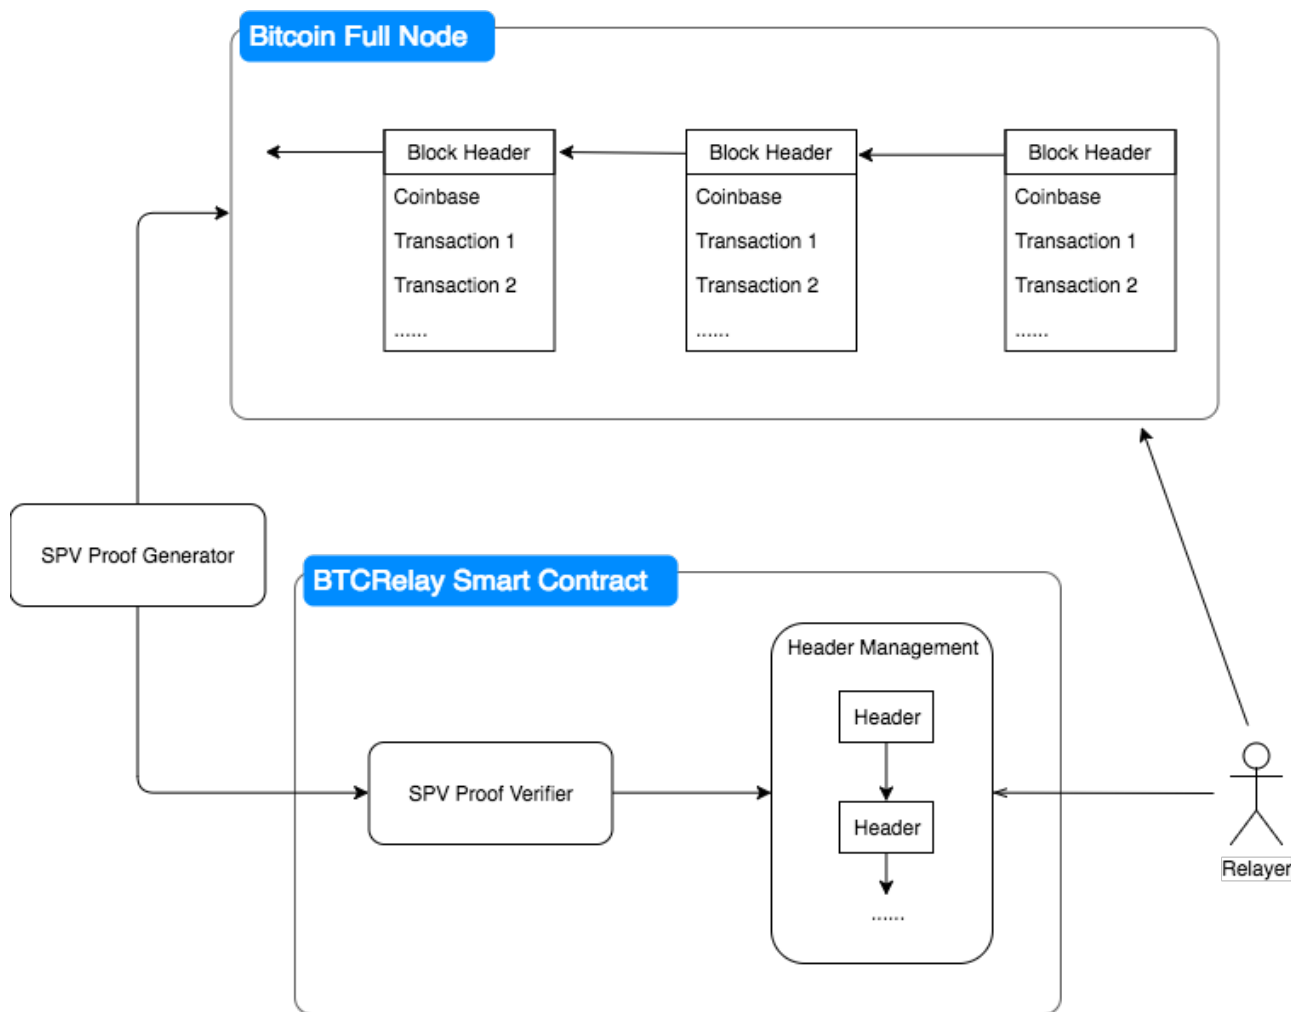 Bitcoin Full Node
Block Header
Coinbase
Transaction 1
Transaction 2
......
Block Header
Coinbase
Transaction 1
Transaction 2
......
Block Header
Coinbase
Transaction 1
Transaction 2
......
SPV Proof Generator
BTCRelay Smart Contract
SPV Proof Verifier
Header Management
Header
Header
......
Relayer